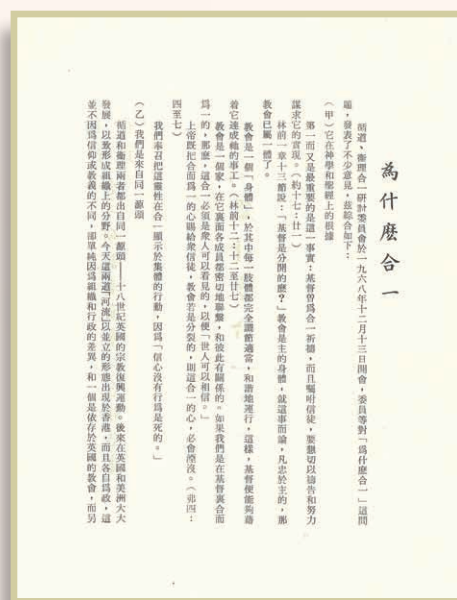 為什麼合一
循道、衞理合一研討委員會於一九六八年十二月十三日開會，委員等對「為什麼合一」這問
題，發表了不少意見，茲綜合如下：
（甲）它在神學和聖經上的根據
第一而又是最重要的是這一事實：基督曾為合一祈禱，而且囑咐信徒，要懇切以禱告和努力
謀求它的實現。（約十七：廿一）
林前一章十三節說：「基督是分開的麼？」教會是主的身體，就這事而論，凡忠於主的，那
教會已屬一體了。
教會是一個「身體」，於其中每一肢體都完全調節適當，和諧地運行，這樣，基督便能夠藉
着它達成祂的事工。（林前十二：十二至廿七）
教會是一個家，在它裏面各成員都密切地聯繫，和彼此有關係的。如果我們是在基督裏合而
為一的，那麼，這合一必須是衆人可以看見的，以便「世人可以相信。」
上帝既把合而為一的心賜給衆信徒，教會若是分裂的，則這合一的心，必會湮沒。（弗四：
四至七）
我們奉召把這靈性在合一顯示於集體的行動，因為「信心沒有行為是死的。」
（乙）我們是來自同一源頭
循道和衞理兩者都出自同一源頭——十八世紀英國的宗教復興運動。後來在英國和美洲大大
發展，以致形成組織上的分野。今天這兩道「河流」以並立的形態出現於香港，而且各自為政，這
並不因為信仰或教義的不同，卻單純因為組織和行政的差異，和一個是依存於英國的教會，而另